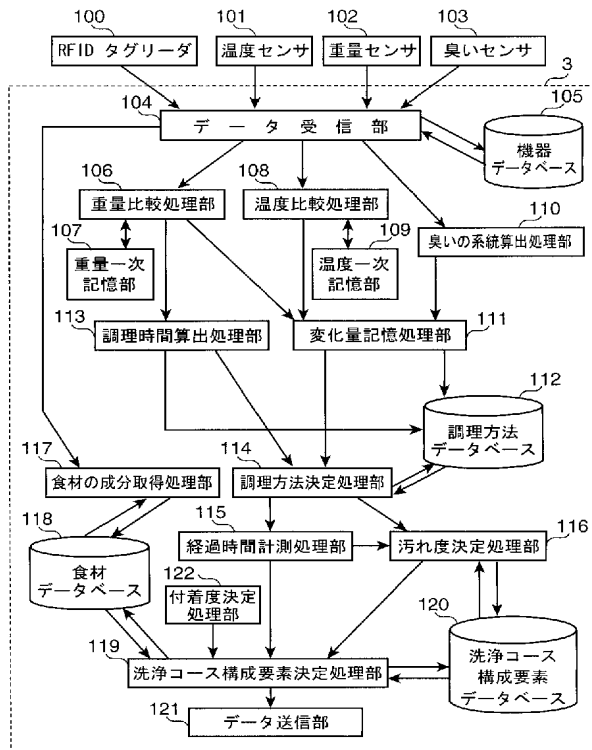 100
101
102
103
RFID タグリーダ
温度センサ
重量センサ
臭いセンサ
3
104
データ受信部
105
機器
データベース
106
重量比較処理部
108
温度比較処理部
110
臭いの系統算出処理部
107
重量一次
記憶部
109
温度一次
記憶部
113
調理時間算出処理部
変化量記憶処理部
111
112
調理方法
データベース
117
食材の成分取得処理部
114
調理方法決定処理部
115
経過時間計測処理部
116
汚れ度決定処理部
118
食材
データベース
122
付着度決定
処理部
120
洗浄コース
構成要素
データベース
119
洗浄コース構成要素決定処理部
121
データ送信部